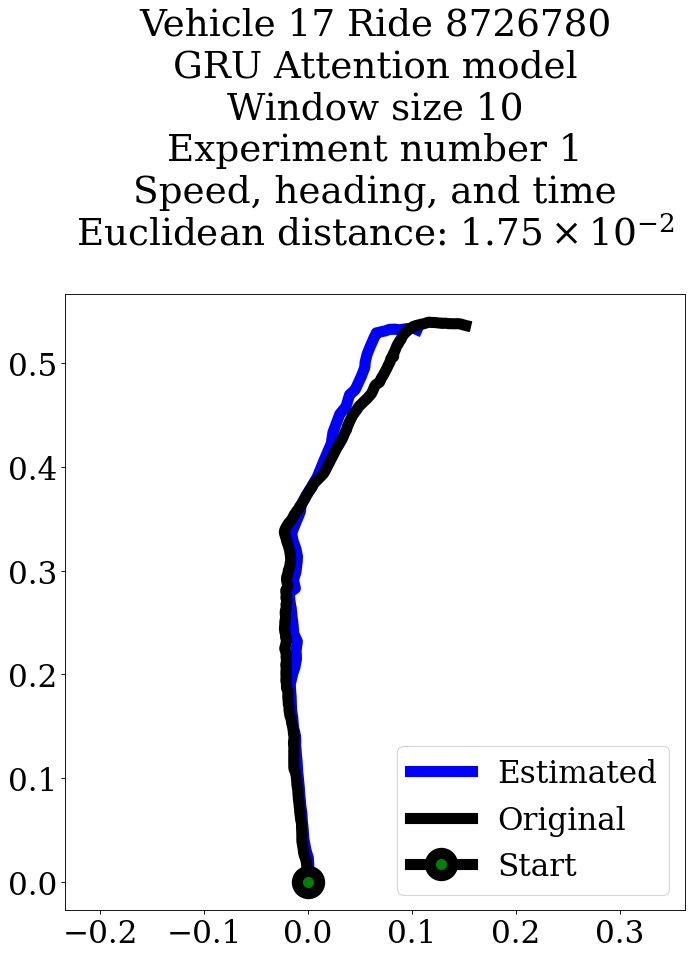 Vehicle 17 Ride 8726780
GRU Attention model
Window size 10
Experiment number 1
Speed, heading, and time
Euclidean distance: 1.75 × 10⁻²
0.5
0.4
0.3
0.2
0.1
0.0
Estimated
Original
Start
−0.2 −0.1 0.0 0.1 0.2 0.3